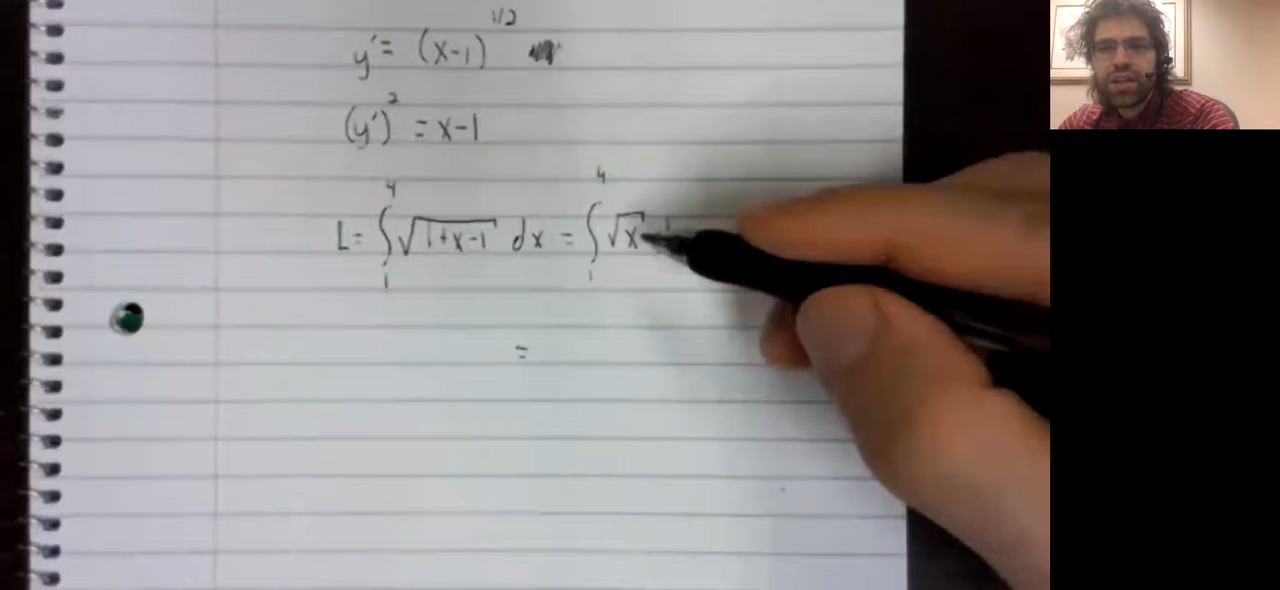 y' = (x-1)^{1/2}
(y')^2 = x-1
L = ∫_1^4 √(1+x-1) dx = ∫_1^4 √x
=